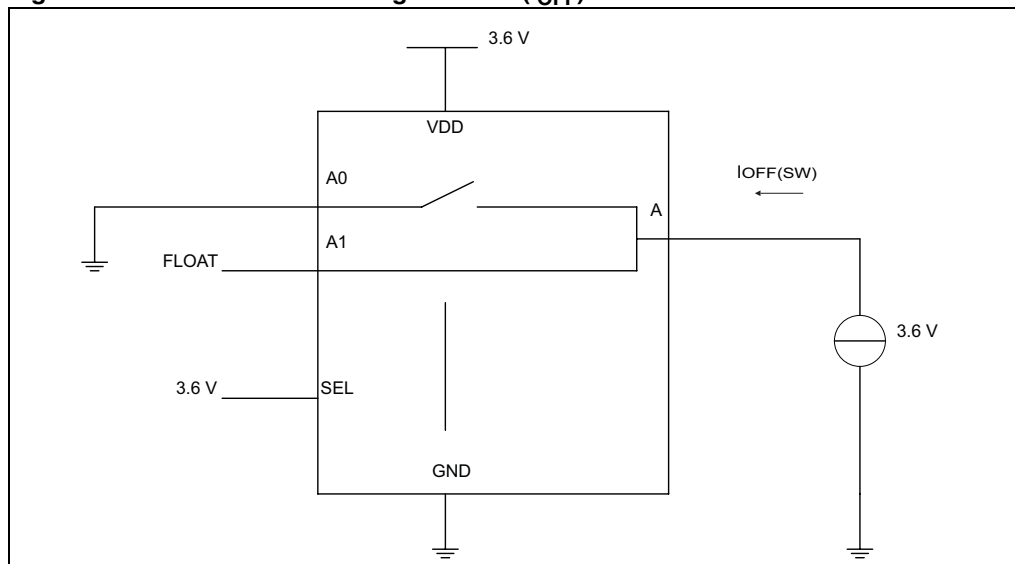 3.6 V
VDD
A0
IOFF(SW)
A
A1
FLOAT
3.6 V
3.6 V
SEL
GND